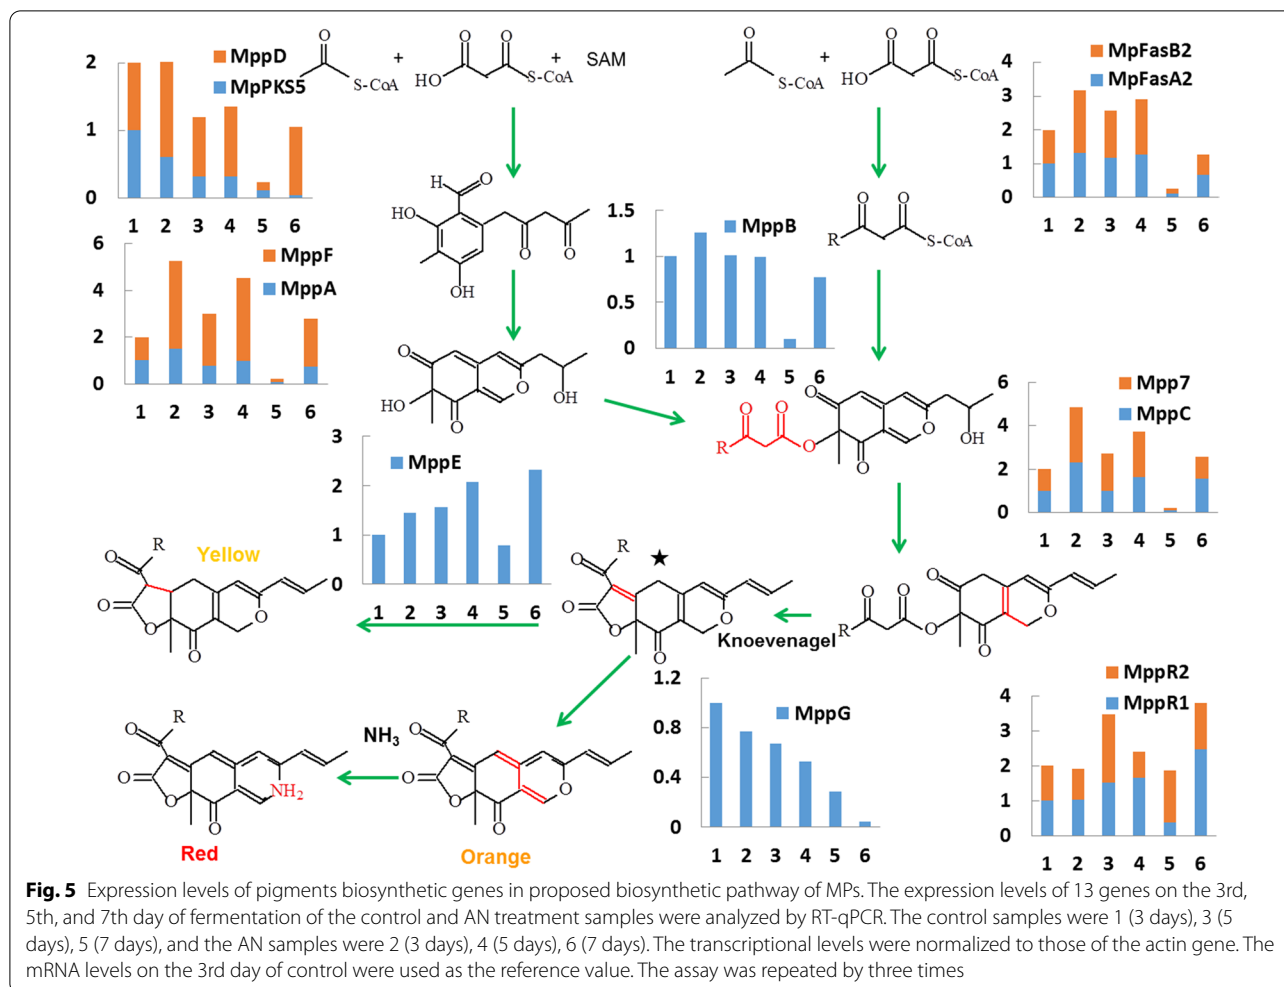 MppD
MpPKS5
2
1
0
1 2 3 4 5 6
O
S-CoA
+
O O
HO
S-CoA
+ SAM
O
S-CoA
+
O O
HO
S-CoA
MpFasB2
MpFasA2
4
3
2
1
0
1 2 3 4 5 6
MppF
MppA
6
4
2
0
1 2 3 4 5 6
H O
HO
O O
OH
MppB
1.5
1
0.5
0
1 2 3 4 5 6
O O
R S-CoA
O
HO
O
O
OH
O O
R O
O
O
O
OH
Mpp7
MppC
6
4
2
0
1 2 3 4 5 6
MppE
3
2
1
0
1 2 3 4 5 6
Yellow
R
O
O
O
O
O
R ★
O
O
O
O
O
Knoevenagel
O O
R O
O
O
O
MppR2
MppR1
4
3
2
1
0
1 2 3 4 5 6
MppG
1.2
0.8
0.4
0
1 2 3 4 5 6
R
O
O
O
O
NH2
Red
NH3
R
O
O
O
O
O
Orange
Fig. 5 Expression levels of pigments biosynthetic genes in proposed biosynthetic pathway of MPs. The expression levels of 13 genes on the 3rd,
5th, and 7th day of fermentation of the control and AN treatment samples were analyzed by RT-qPCR. The control samples were 1 (3 days), 3 (5
days), 5 (7 days), and the AN samples were 2 (3 days), 4 (5 days), 6 (7 days). The transcriptional levels were normalized to those of the actin gene. The
mRNA levels on the 3rd day of control were used as the reference value. The assay was repeated by three times